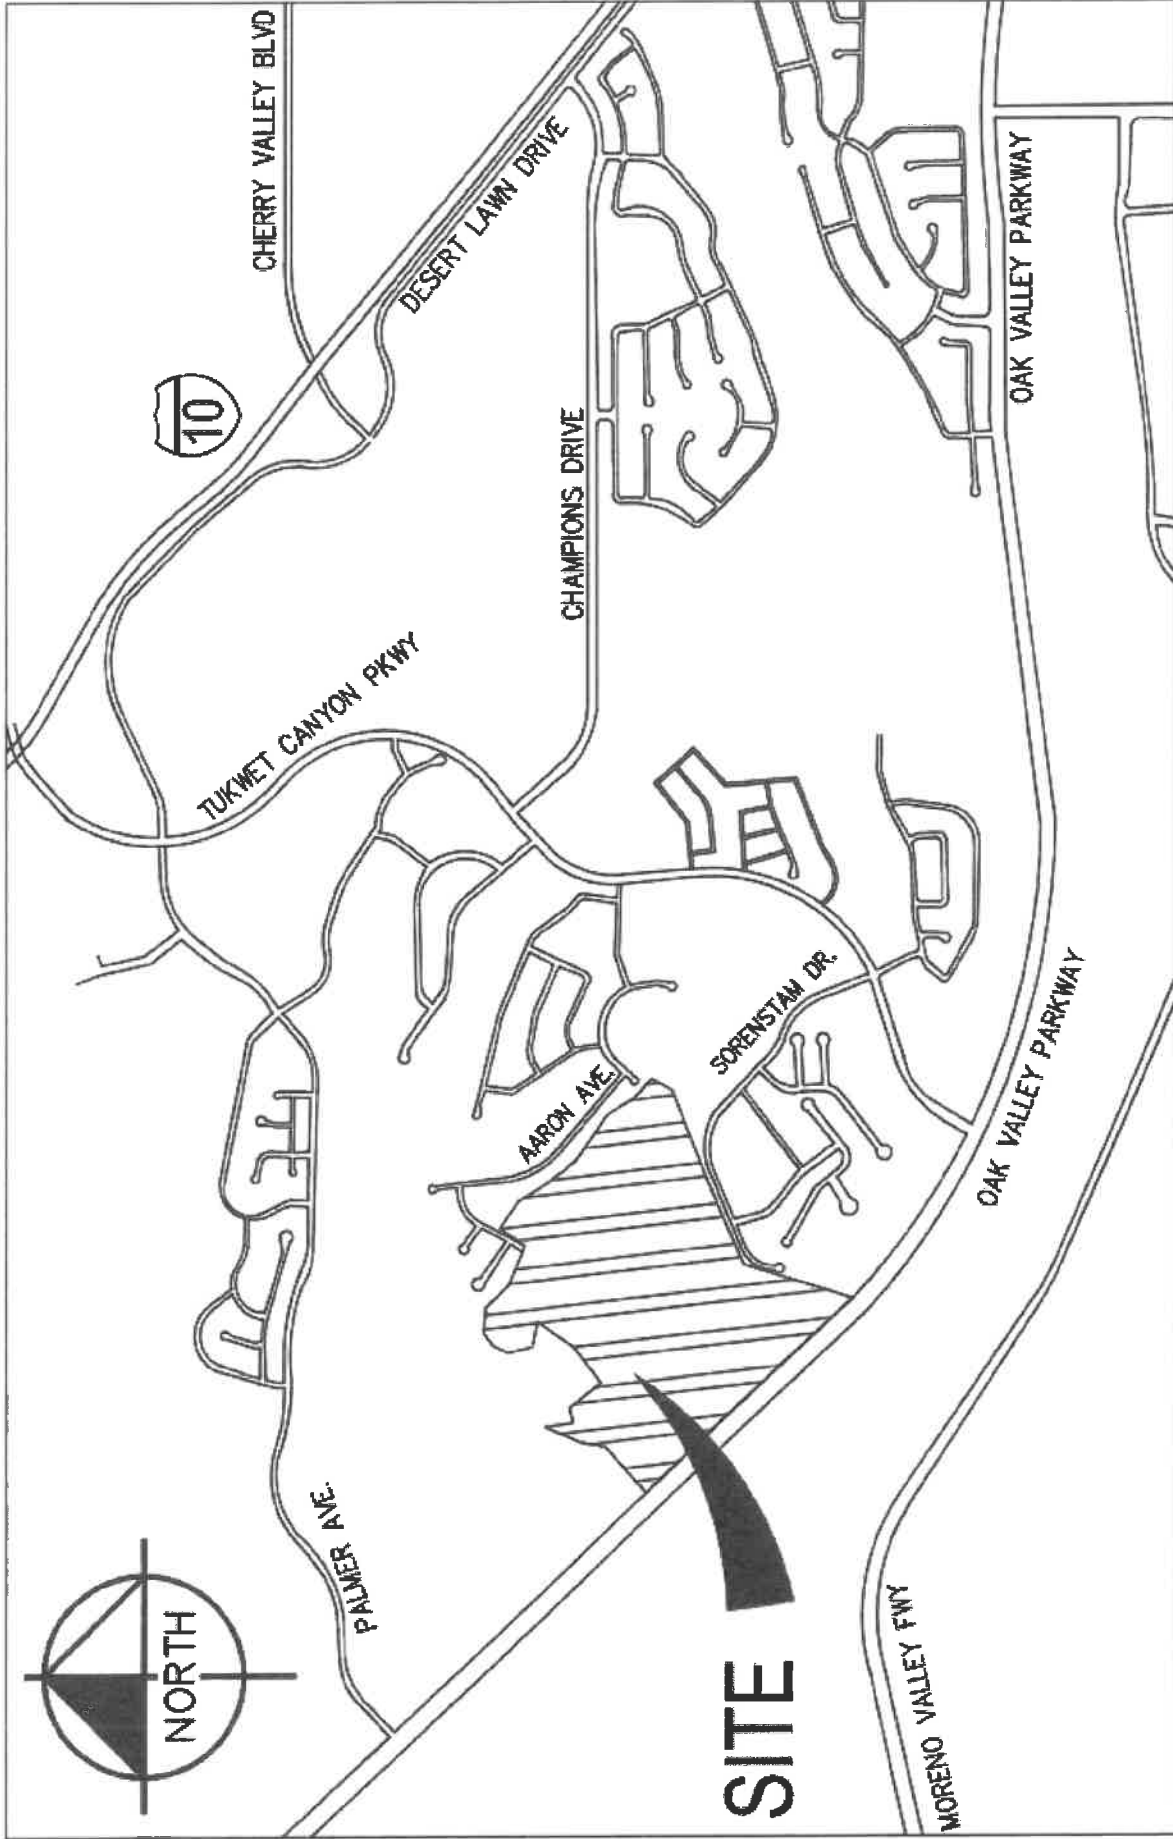 CHERRY VALLEY BLVD
10
DESERT LAWN DRIVE
TUKWET CANYON PKWY
CHAMPIONS DRIVE
OAK VALLEY PARKWAY
PALMER AVE.
AARON AVE.
SORENSTAM DR.
OAK VALLEY PARKWAY
NORTH
SITE
MORENO VALLEY FWY